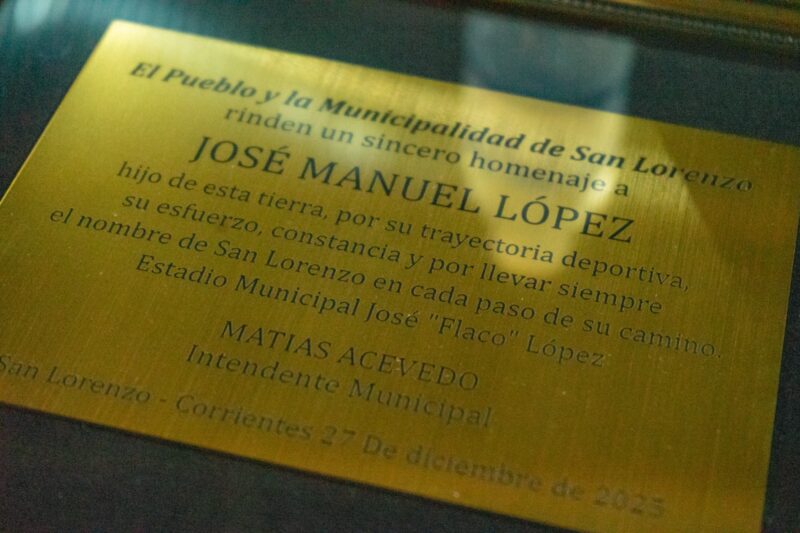 El Pueblo y la Municipalidad de San Lorenzo
rinden un sincero homenaje a
JOSÉ MANUEL LÓPEZ
hijo de esta tierra, por su trayectoria deportiva,
su esfuerzo, constancia y por llevar siempre
el nombre de San Lorenzo en cada paso de su camino.
Estadio Municipal José "Flaco" López
MATIAS ACEVEDO
Intendente Municipal
San Lorenzo - Corrientes 27 De diciembre de 2025